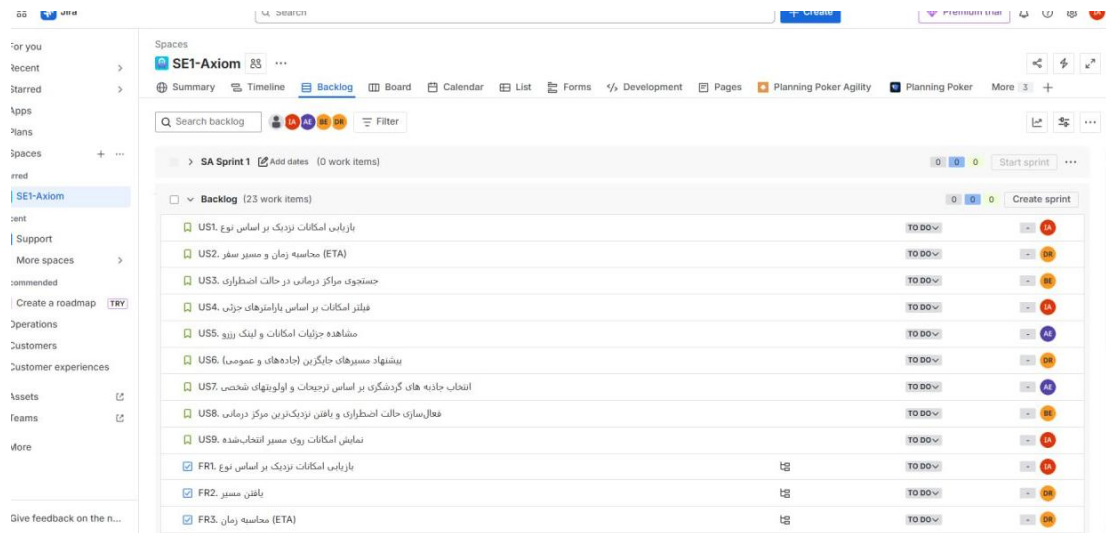 Jira
Search
+ Create
Premium trial
IA
For you
Recent
Starred
Apps
Plans
Spaces
SE1-Axiom
Support
More spaces
Create a roadmap TRY
Operations
Customers
Customer experiences
Assets
Teams
More
Give feedback on the n...
Spaces
SE1-Axiom
Summary Timeline Backlog Board Calendar List Forms Development Pages Planning Poker Agility Planning Poker More 3
Search backlog IA AE BE DR Filter
SA Sprint 1 Add dates (0 work items) 0 0 0 Start sprint
Backlog (23 work items) 0 0 0 Create sprint
US1. بازیابی امکانات نزدیک بر اساس نوع TO DO - IA
US2. محاسبه زمان و مسیر سفر (ETA) TO DO - DR
US3. جستجوی مراکز درمانی در حالت اضطراری TO DO - BE
US4. فیلتر امکانات بر اساس پارامترهای جزئی TO DO - IA
US5. مشاهده جزئیات امکانات و لینک رزرو TO DO - AE
US6. پیشنهاد مسیرهای جایگزین (جاده‌های و عمومی) TO DO - DR
US7. انتخاب جاذبه های گردشگری بر اساس ترجیحات و اولویتهای شخصی TO DO - AE
US8. فعال‌سازی حالت اضطراری و یافتن نزدیک‌ترین مرکز درمانی TO DO - BE
US9. نمایش امکانات روی مسیر انتخاب‌شده TO DO - IA
FR1. بازیابی امکانات نزدیک بر اساس نوع TO DO - IA
FR2. یافتن مسیر TO DO - DR
FR3. محاسبه زمان (ETA) TO DO - DR